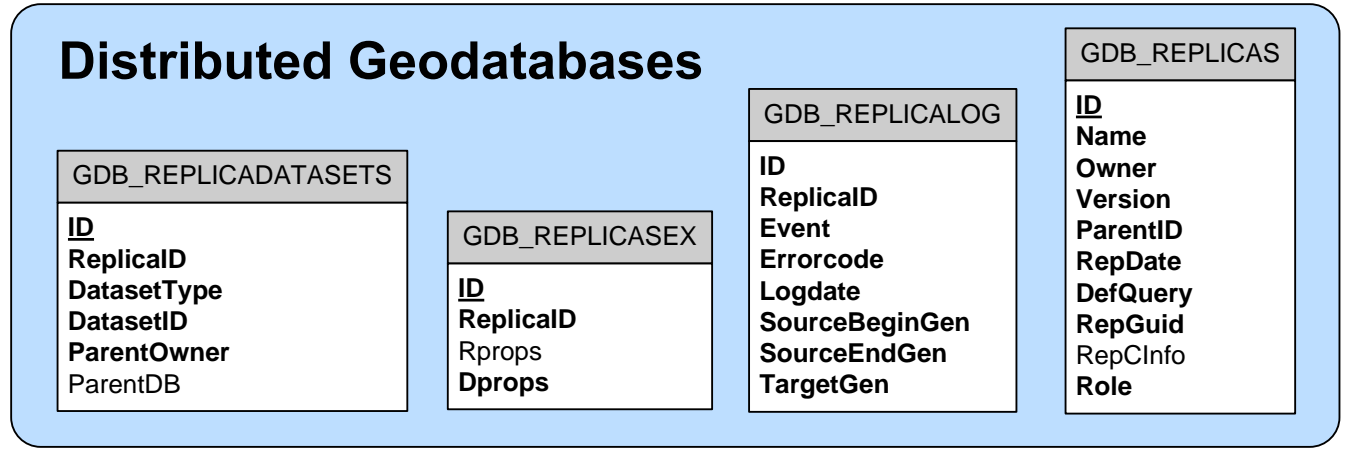 Distributed Geodatabases
GDB_REPLICADATASETS
ID
ReplicaID
DatasetType
DatasetID
ParentOwner
ParentDB
GDB_REPLICASEX
ID
ReplicaID
Rprops
Dprops
GDB_REPLICALOG
ID
ReplicaID
Event
Errorcode
Logdate
SourceBeginGen
SourceEndGen
TargetGen
GDB_REPLICAS
ID
Name
Owner
Version
ParentID
RepDate
DefQuery
RepGuid
RepCInfo
Role